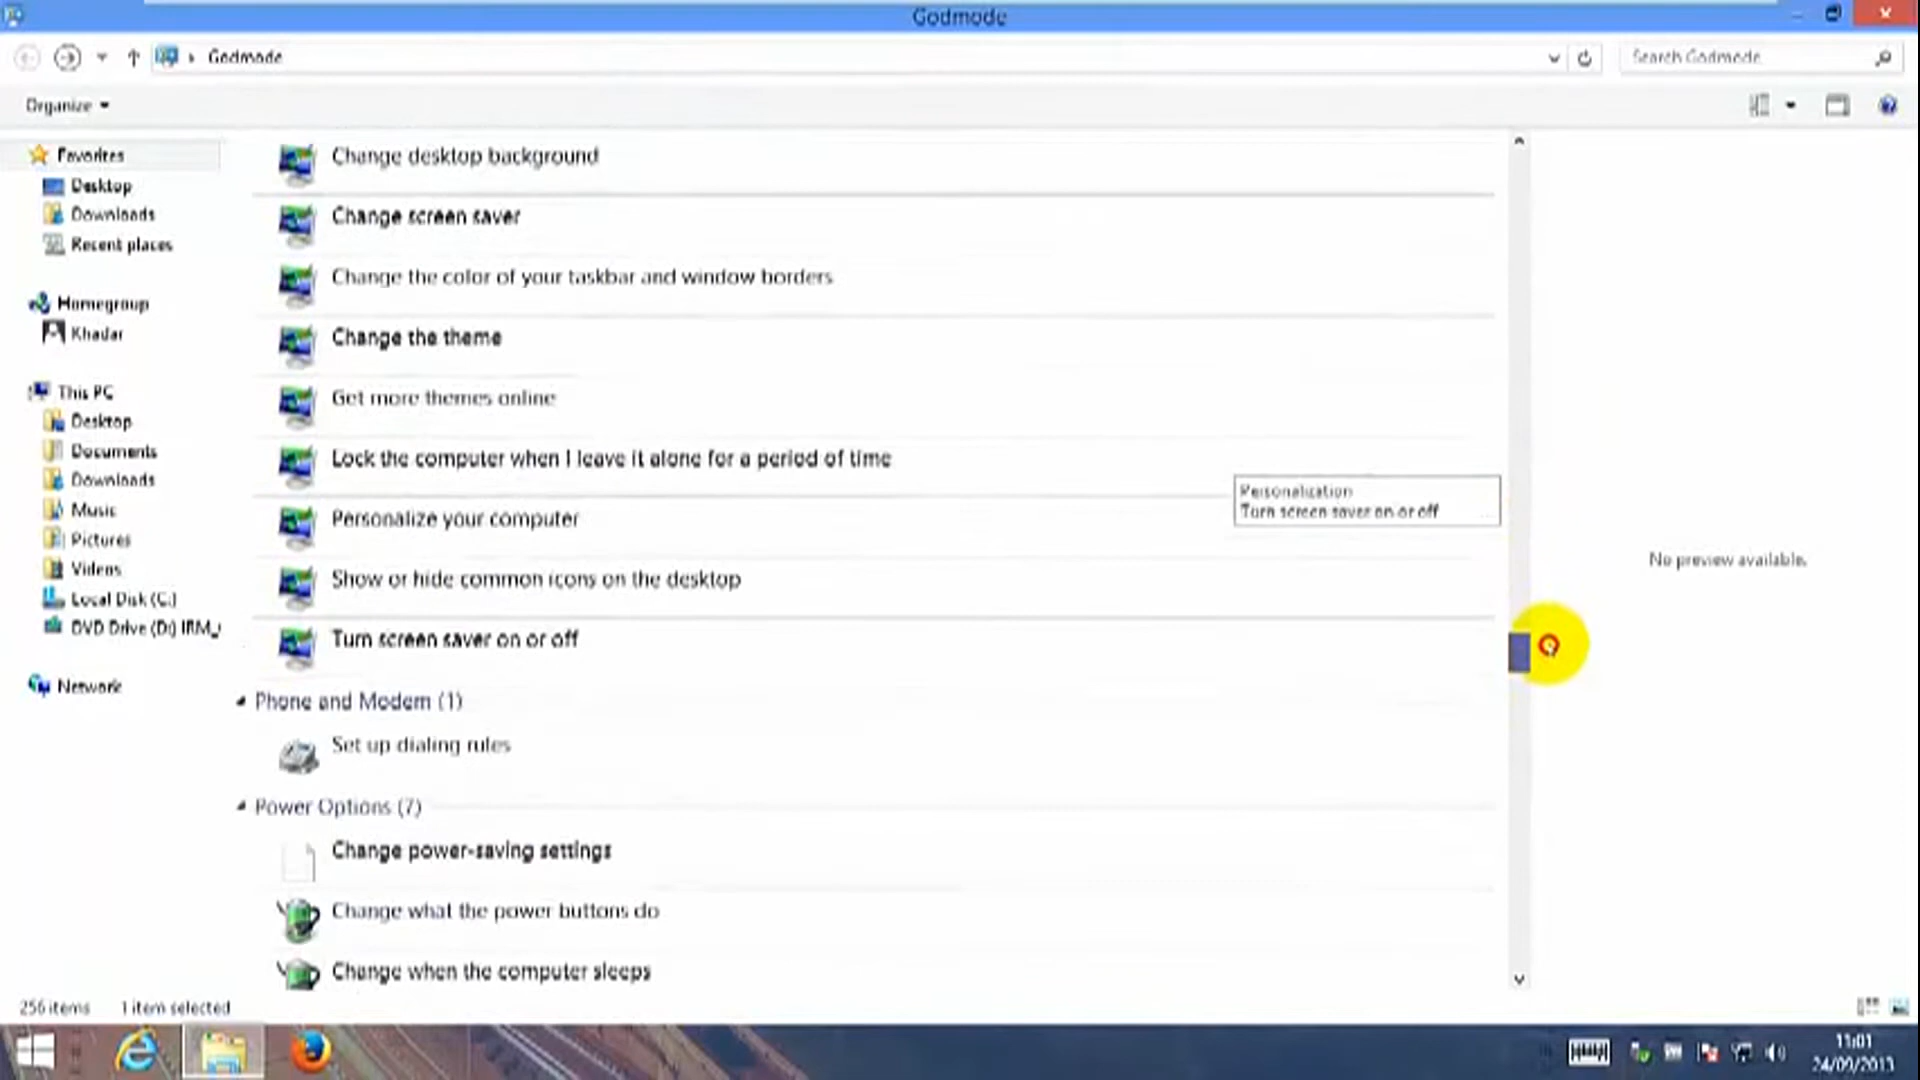 Godmode
Godmode
Search Godmode
Organize
Favorites
Desktop
Downloads
Recent places
Homegroup
Khadar
This PC
Desktop
Documents
Downloads
Music
Pictures
Videos
Local Disk (C:)
DVD Drive (D:) IRM_
Network
Change desktop background
Change screen saver
Change the color of your taskbar and window borders
Change the theme
Get more themes online
Lock the computer when I leave it alone for a period of time
Personalize your computer
Show or hide common icons on the desktop
Turn screen saver on or off
Phone and Modem (1)
Set up dialing rules
Power Options (7)
Change power-saving settings
Change what the power buttons do
Change when the computer sleeps
Personalization
Turn screen saver on or off
No preview available.
256 items
1 item selected
11:01
24/09/2013